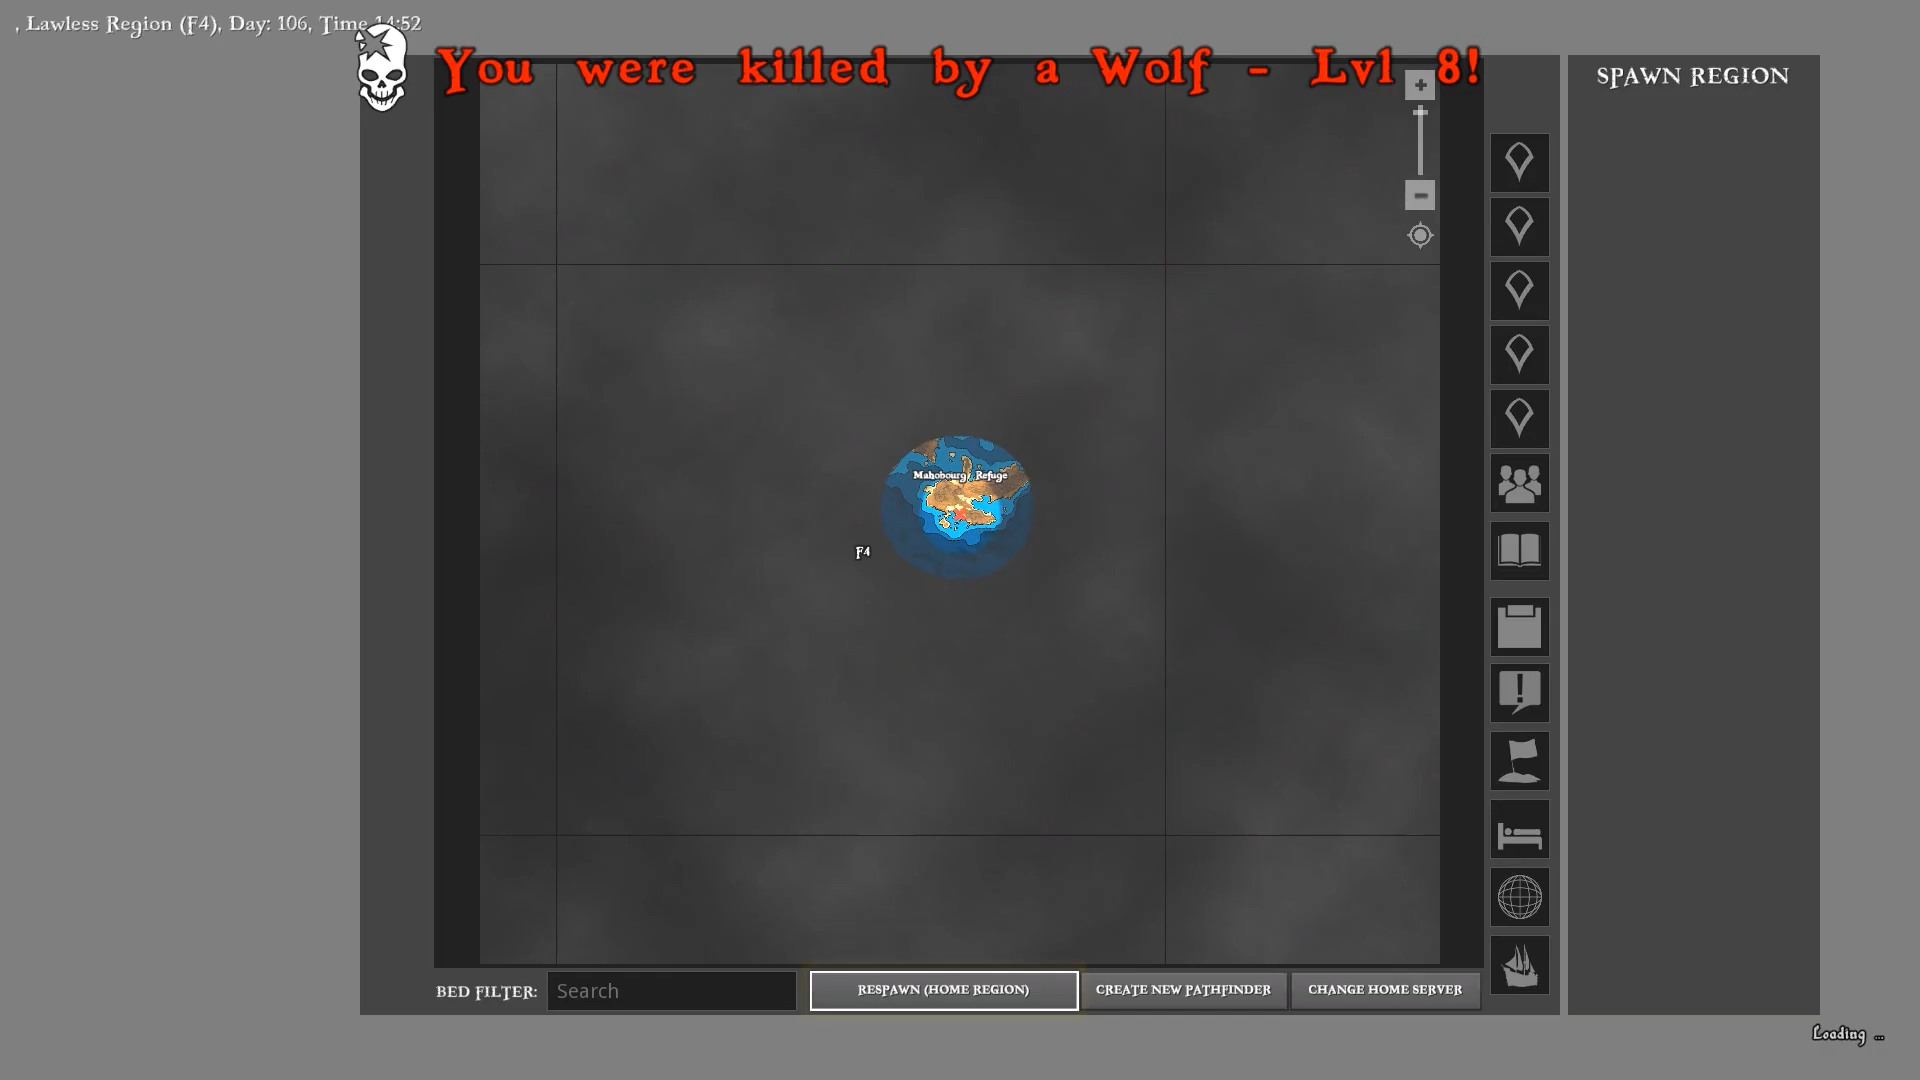 , Lawless Region (F4), Day: 106, Time 14:52
You were killed by a Wolf - Lvl 8!
SPAWN REGION
Mahobourg Refuge
F4
BED FILTER:
Search
RESPAWN (HOME REGION)
CREATE NEW PATHFINDER
CHANGE HOME SERVER
Loading ...